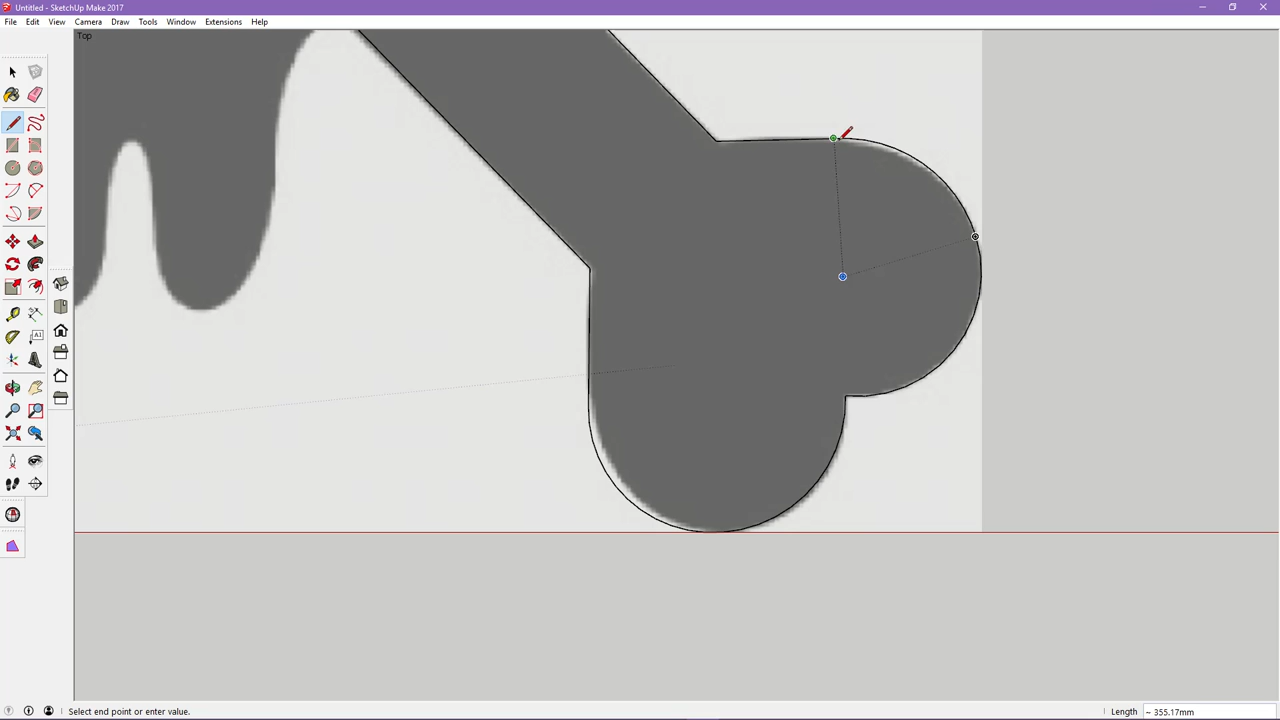 Untitled - SketchUp Make 2017
File Edit View Camera Draw Tools Window Extensions Help
Top
A1
Select end point or enter value.
Length ~ 355.17mm